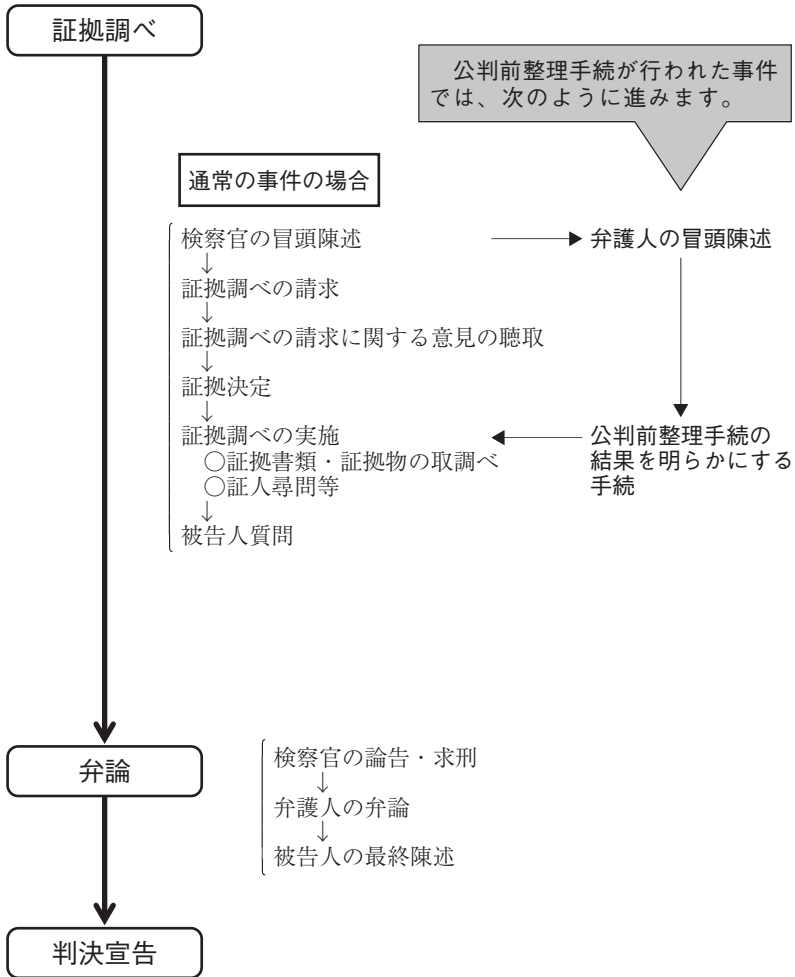 証拠調べ
公判前整理手続が行われた事件
では、次のように進みます。
通常の事件の場合
検察官の冒頭陳述
弁護人の冒頭陳述
↓
証拠調べの請求
↓
証拠調べの請求に関する意見の聴取
↓
証拠決定
↓
証拠調べの実施
○証拠書類・証拠物の取調べ
○証人尋問等
公判前整理手続の
結果を明らかにする
手続
↓
被告人質問
弁論
検察官の論告・求刑
↓
弁護人の弁論
↓
被告人の最終陳述
判決宣告